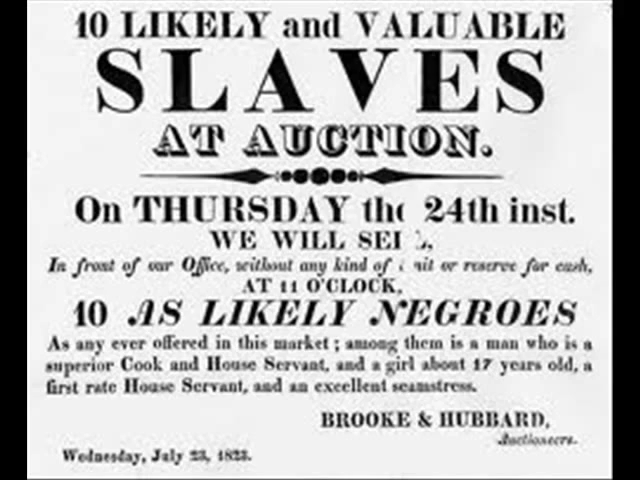 10 LIKELY and VALUABLE
SLAVES
AT AUCTION.
On THURSDAY the 24th inst.
WE WILL SELL,
In front of our Office, without any kind of limit or reserve for cash,
AT 11 O'CLOCK,
10 AS LIKELY NEGROES
As any ever offered in this market; among them is a man who is a
superior Cook and House Servant, and a girl about 17 years old, a
first rate House Servant, and an excellent seamstress.
BROOKE & HUBBARD,
Auctioneers.
Wednesday, July 23, 1823.